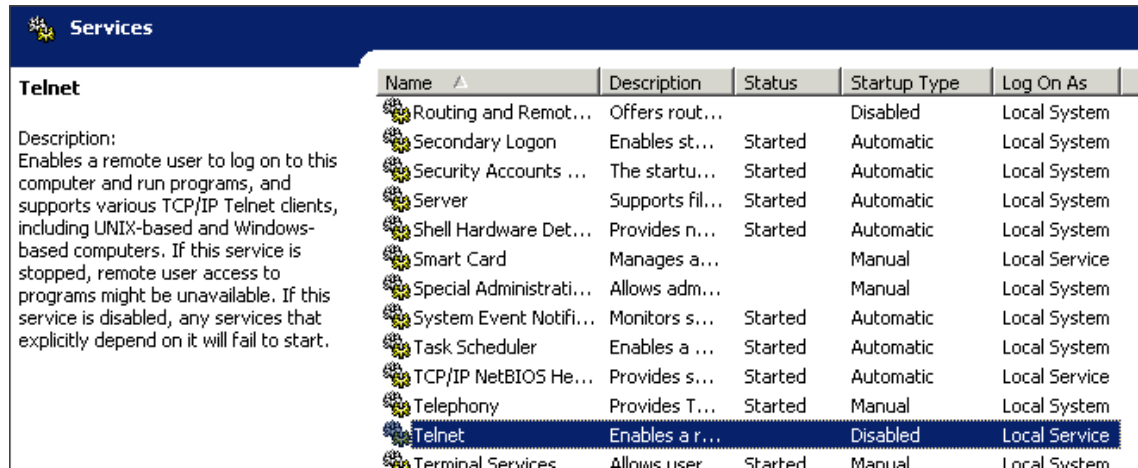 Services
Telnet
Description:
Enables a remote user to log on to this
computer and run programs, and
supports various TCP/IP Telnet clients,
including UNIX-based and Windows-
based computers. If this service is
stopped, remote user access to
programs might be unavailable. If this
service is disabled, any services that
explicitly depend on it will fail to start.
Name Description Status Startup Type Log On As
Routing and Remot... Offers rout... Disabled Local System
Secondary Logon Enables st... Started Automatic Local System
Security Accounts ... The startu... Started Automatic Local System
Server Supports fil... Started Automatic Local System
Shell Hardware Det... Provides n... Started Automatic Local System
Smart Card Manages a... Manual Local Service
Special Administrati... Allows adm... Manual Local System
System Event Notifi... Monitors s... Started Automatic Local System
Task Scheduler Enables a ... Started Automatic Local System
TCP/IP NetBIOS He... Provides s... Started Automatic Local Service
Telephony Provides T... Started Manual Local System
Telnet Enables a r... Disabled Local Service
Terminal Services Allows user Started Manual Local System